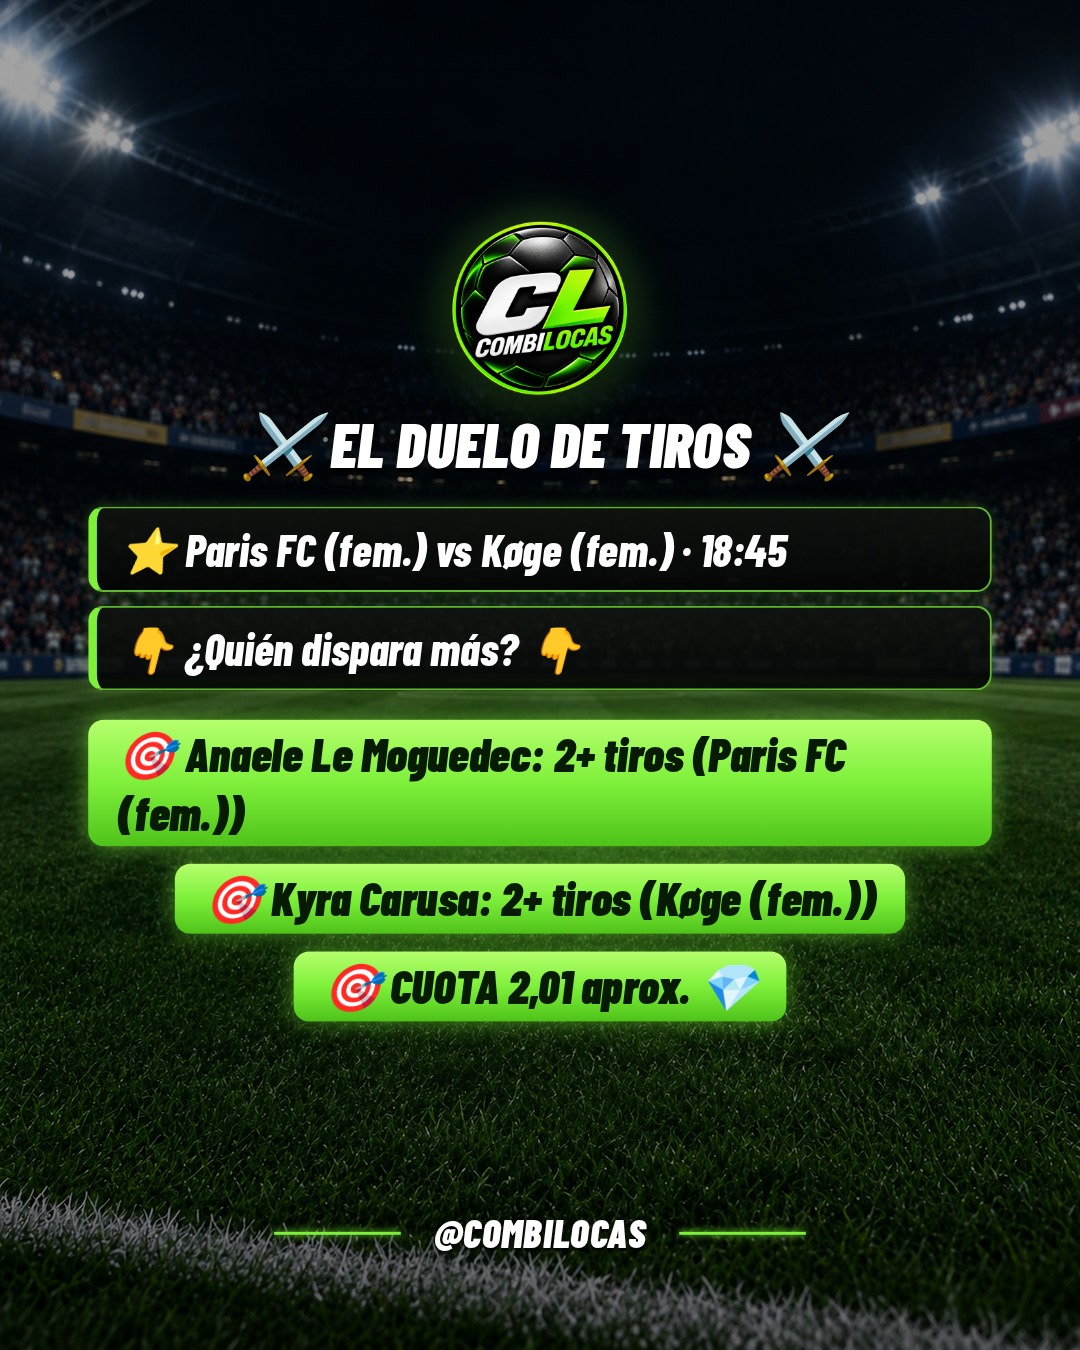 CL
COMBILOCAS
⚔️ EL DUELO DE TIROS ⚔️
⭐ Paris FC (fem.) vs Køge (fem.) · 18:45
👇 ¿Quién dispara más? 👇
🎯 Anaele Le Moguedec: 2+ tiros (Paris FC
(fem.))
🎯 Kyra Carusa: 2+ tiros (Køge (fem.))
🎯 CUOTA 2,01 aprox. 💎
@COMBILOCAS